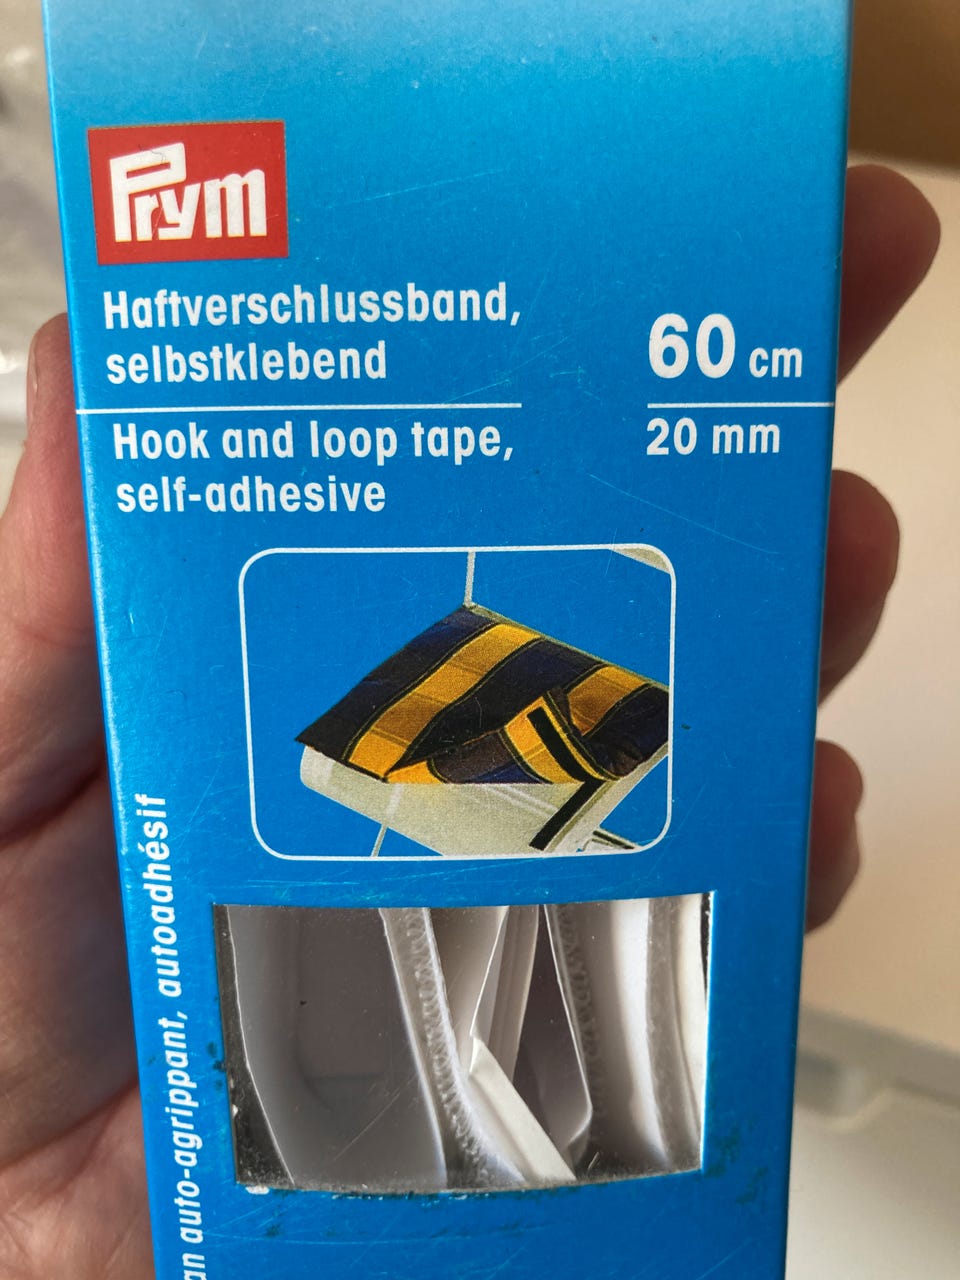 Prym
Haftverschlussband,
selbstklebend
60 cm
Hook and loop tape,
self-adhesive
20 mm
auto-agrippant, autoadhésif